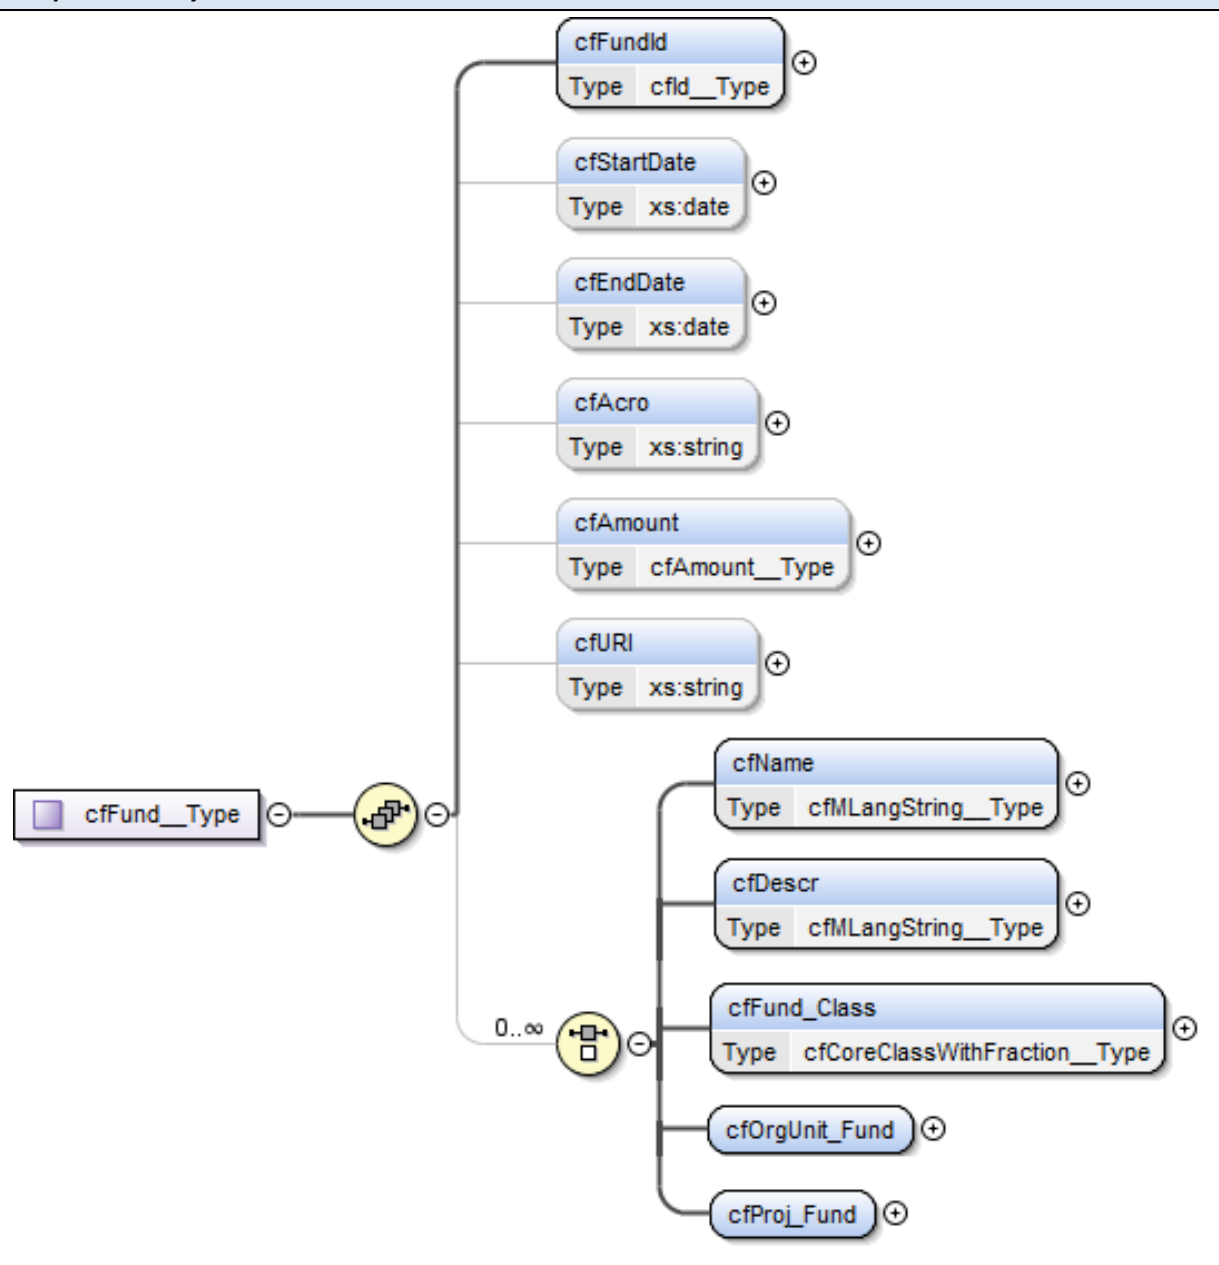 cfFundId
Type cfId__Type
cfStartDate
Type xs:date
cfEndDate
Type xs:date
cfAcro
Type xs:string
cfAmount
Type cfAmount__Type
cfURI
Type xs:string
cfFund__Type
0..∞
cfName
Type cfMLangString__Type
cfDescr
Type cfMLangString__Type
cfFund_Class
Type cfCoreClassWithFraction__Type
cfOrgUnit_Fund
cfProj_Fund